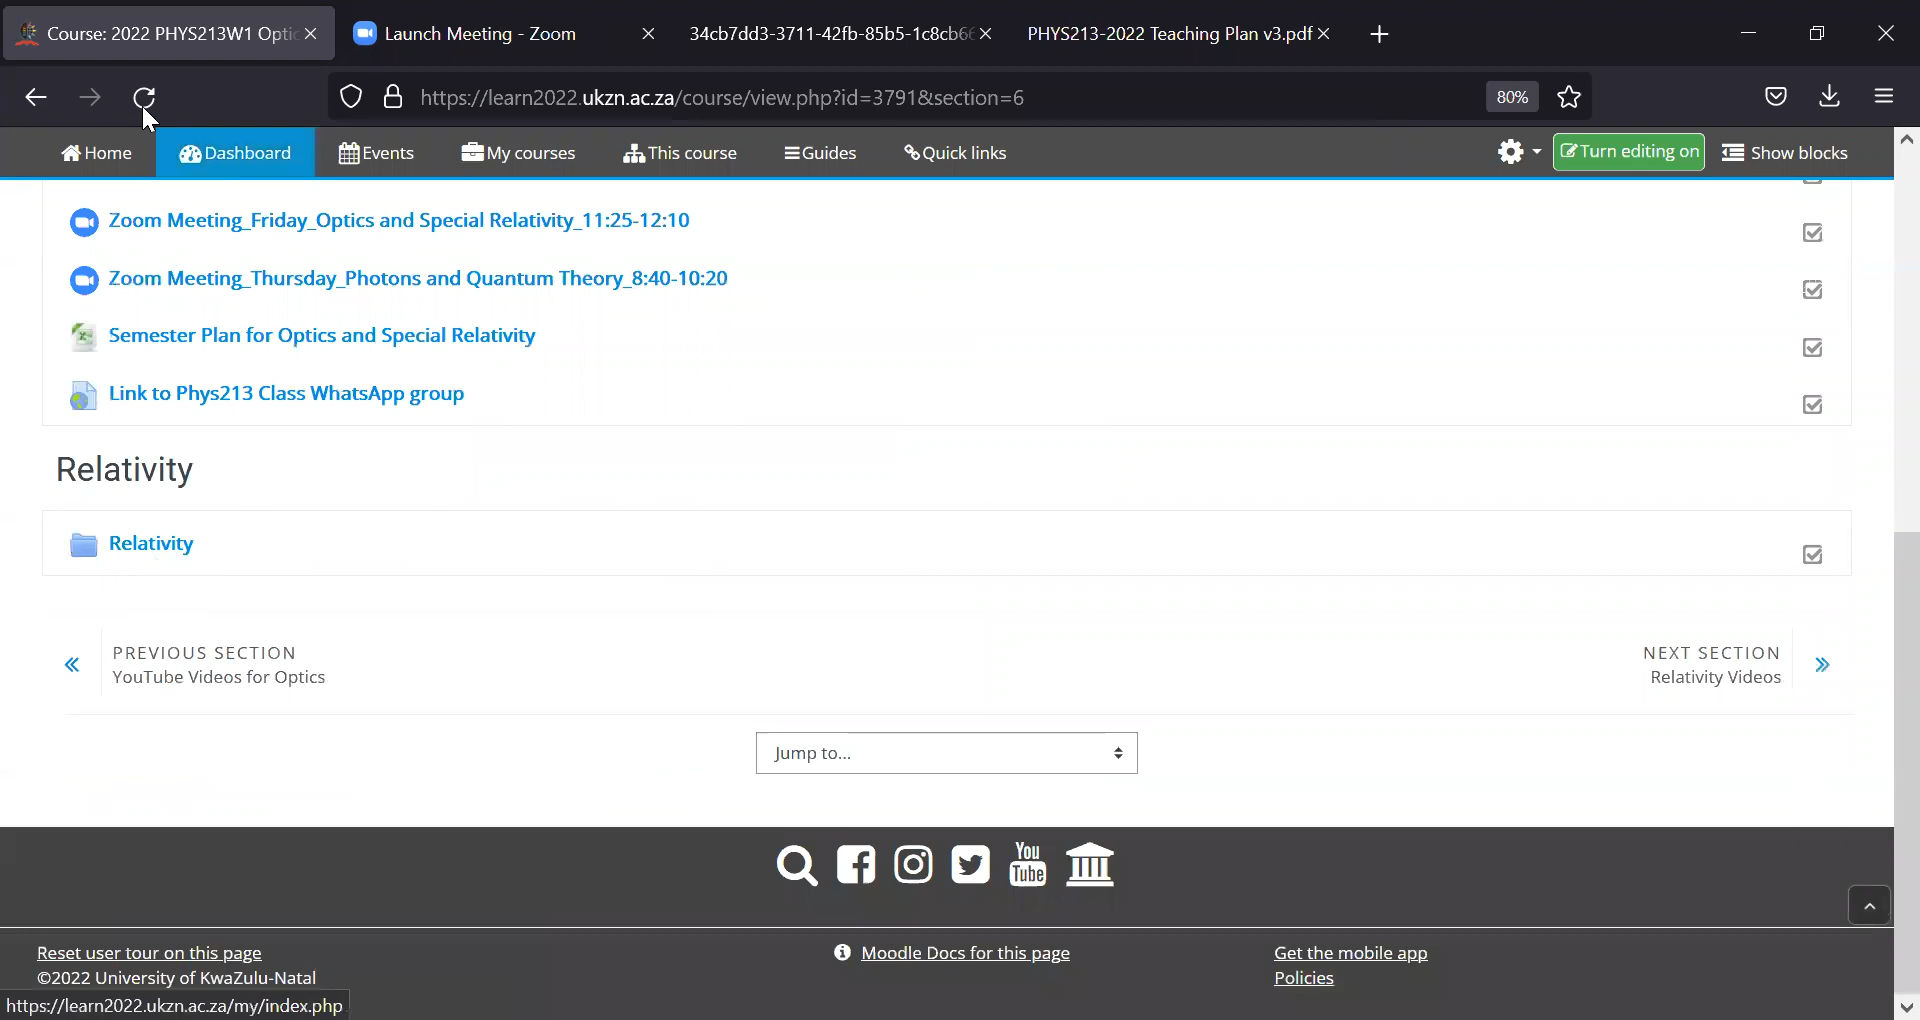 Course: 2022 PHYS213W1 Optic
Launch Meeting - Zoom
34cb7dd3-3711-42fb-85b5-1c8cb66
PHYS213-2022 Teaching Plan v3.pdf
https://learn2022.ukzn.ac.za/course/view.php?id=3791&section=6
80%
Home
Dashboard
Events
My courses
This course
Guides
Quick links
Turn editing on
Show blocks
Zoom Meeting_Friday_Optics and Special Relativity_11:25-12:10
Zoom Meeting_Thursday_Photons and Quantum Theory_8:40-10:20
Semester Plan for Optics and Special Relativity
Link to Phys213 Class WhatsApp group
Relativity
Relativity
PREVIOUS SECTION
YouTube Videos for Optics
NEXT SECTION
Relativity Videos
Jump to...
You
Tube
Reset user tour on this page
Moodle Docs for this page
Get the mobile app
©2022 University of KwaZulu-Natal
Policies
https://learn2022.ukzn.ac.za/my/index.php